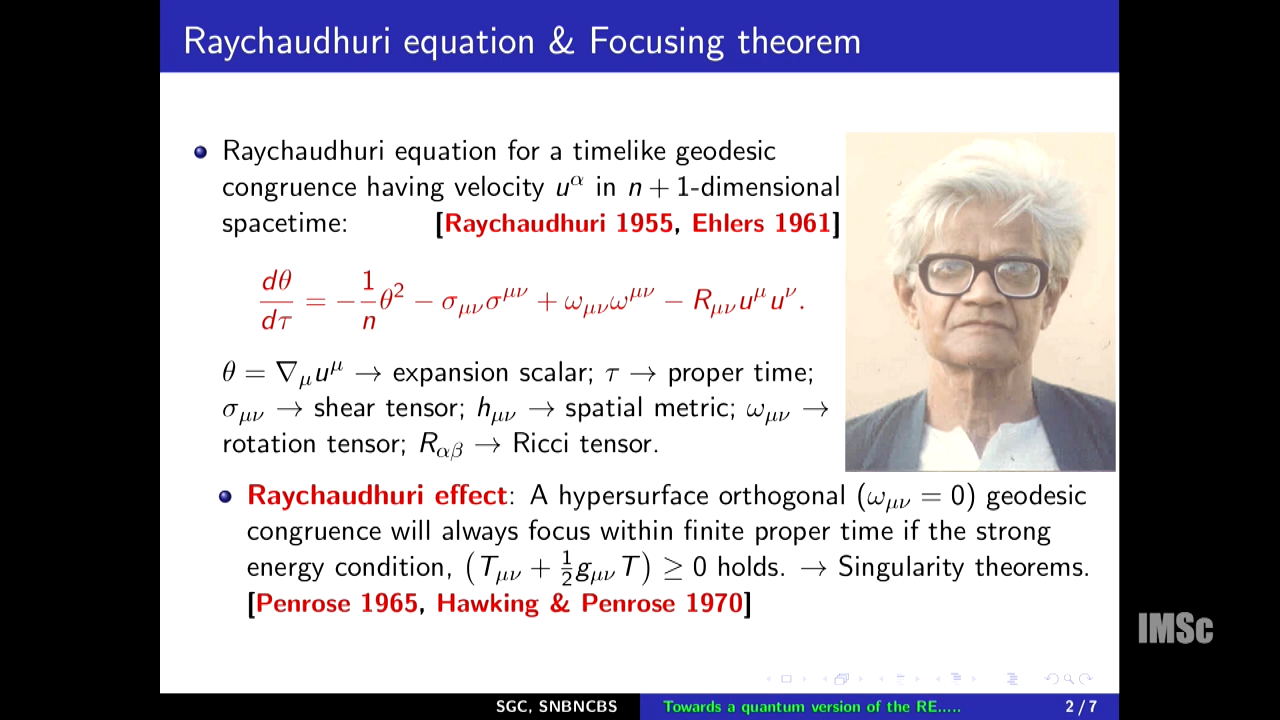 Raychaudhuri equation & Focusing theorem
Raychaudhuri equation for a timelike geodesic
congruence having velocity u^α in n + 1-dimensional
spacetime: [Raychaudhuri 1955, Ehlers 1961]
dθ/dτ = −(1/n)θ² − σ_μν σ^μν + ω_μν ω^μν − R_μν u^μ u^ν.
θ = ∇_μ u^μ → expansion scalar; τ → proper time;
σ_μν → shear tensor; h_μν → spatial metric; ω_μν →
rotation tensor; R_αβ → Ricci tensor.
Raychaudhuri effect: A hypersurface orthogonal (ω_μν = 0) geodesic
congruence will always focus within finite proper time if the strong
energy condition, (T_μν + ½g_μν T) ≥ 0 holds. → Singularity theorems.
[Penrose 1965, Hawking & Penrose 1970]
IMSc
SGC, SNBNCBS Towards a quantum version of the RE..... 2 / 7